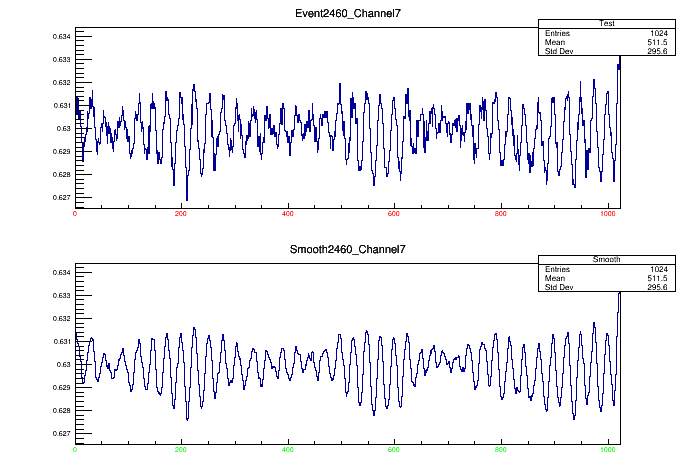 Event2460_Channel7
Test
Entries 1024
Mean 511.5
Std Dev 295.6
0.634
0.633
0.632
0.631
0.63
0.629
0.628
0.627
0 200 400 600 800 1000
Smooth2460_Channel7
Smooth
Entries 1024
Mean 511.5
Std Dev 295.6
0.634
0.633
0.632
0.631
0.63
0.629
0.628
0.627
0 200 400 600 800 1000